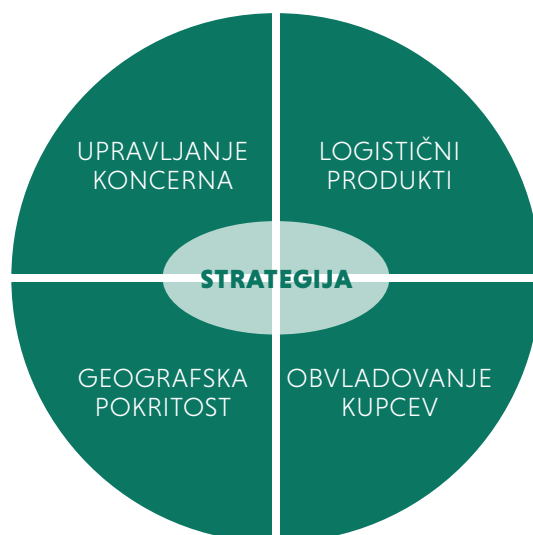 UPRAVLJANJE
KONCERNA
LOGISTIČNI
PRODUKTI
STRATEGIJA
GEOGRAFSKA
POKRITOST
OBVLADOVANJE
KUPCEV